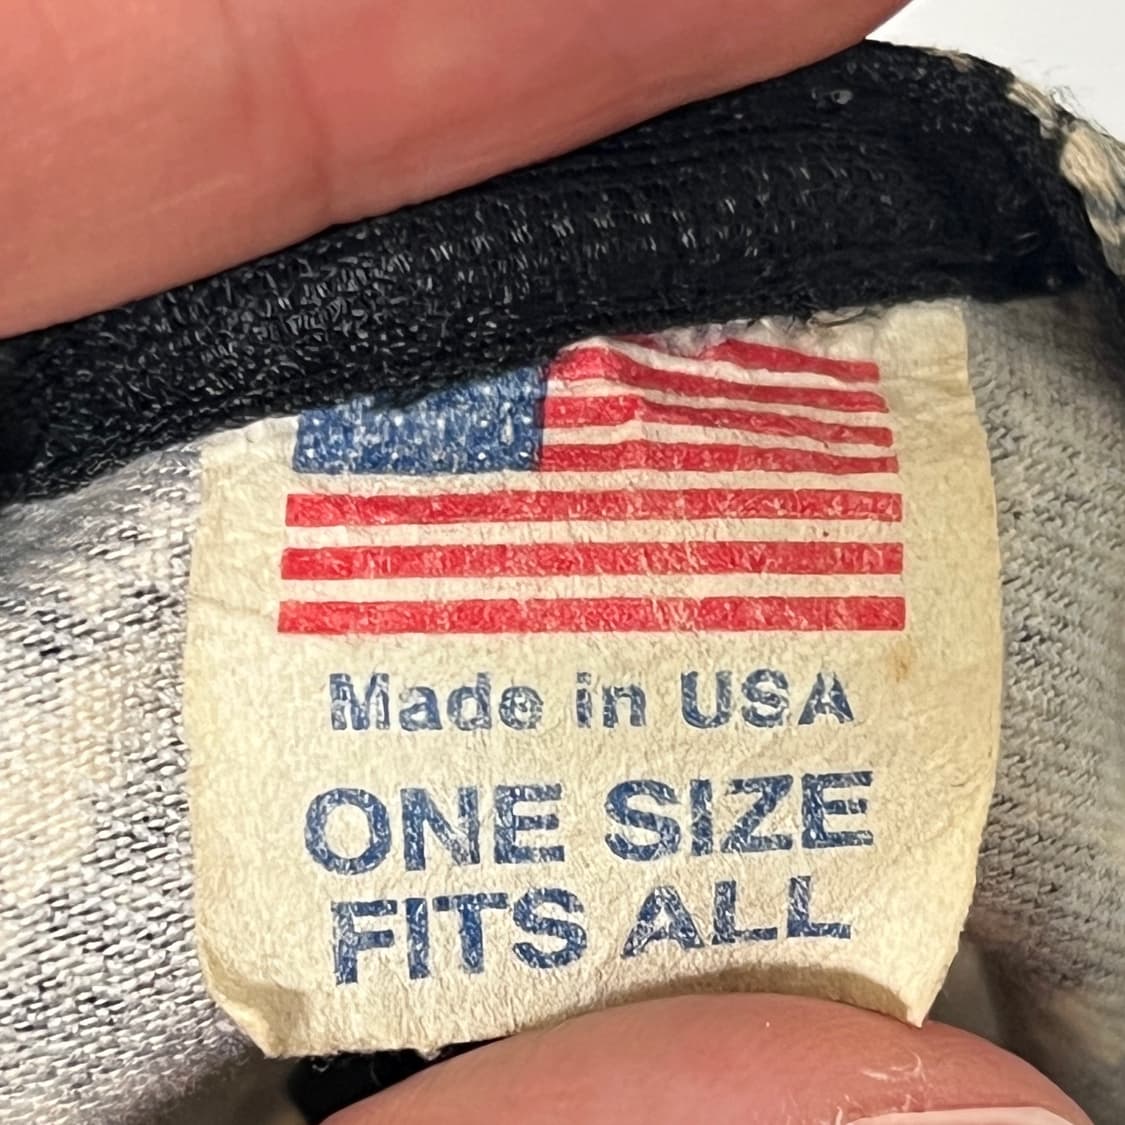 Made in USA
ONE SIZE
FITS ALL